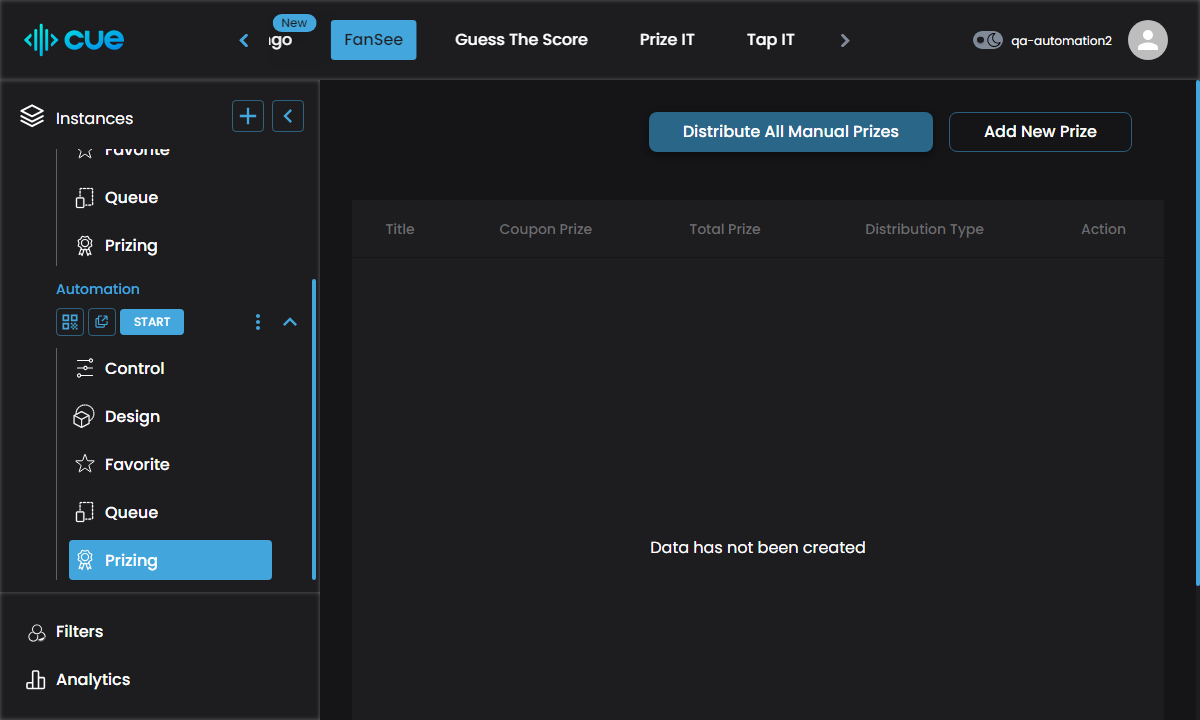 cue
New
ngo
FanSee
Guess The Score
Prize IT
Tap IT
qa-automation2
Instances
Favorite
Queue
Prizing
Automation
START
Control
Design
Favorite
Queue
Prizing
Filters
Analytics
Distribute All Manual Prizes
Add New Prize
Title Coupon Prize Total Prize Distribution Type Action
Data has not been created